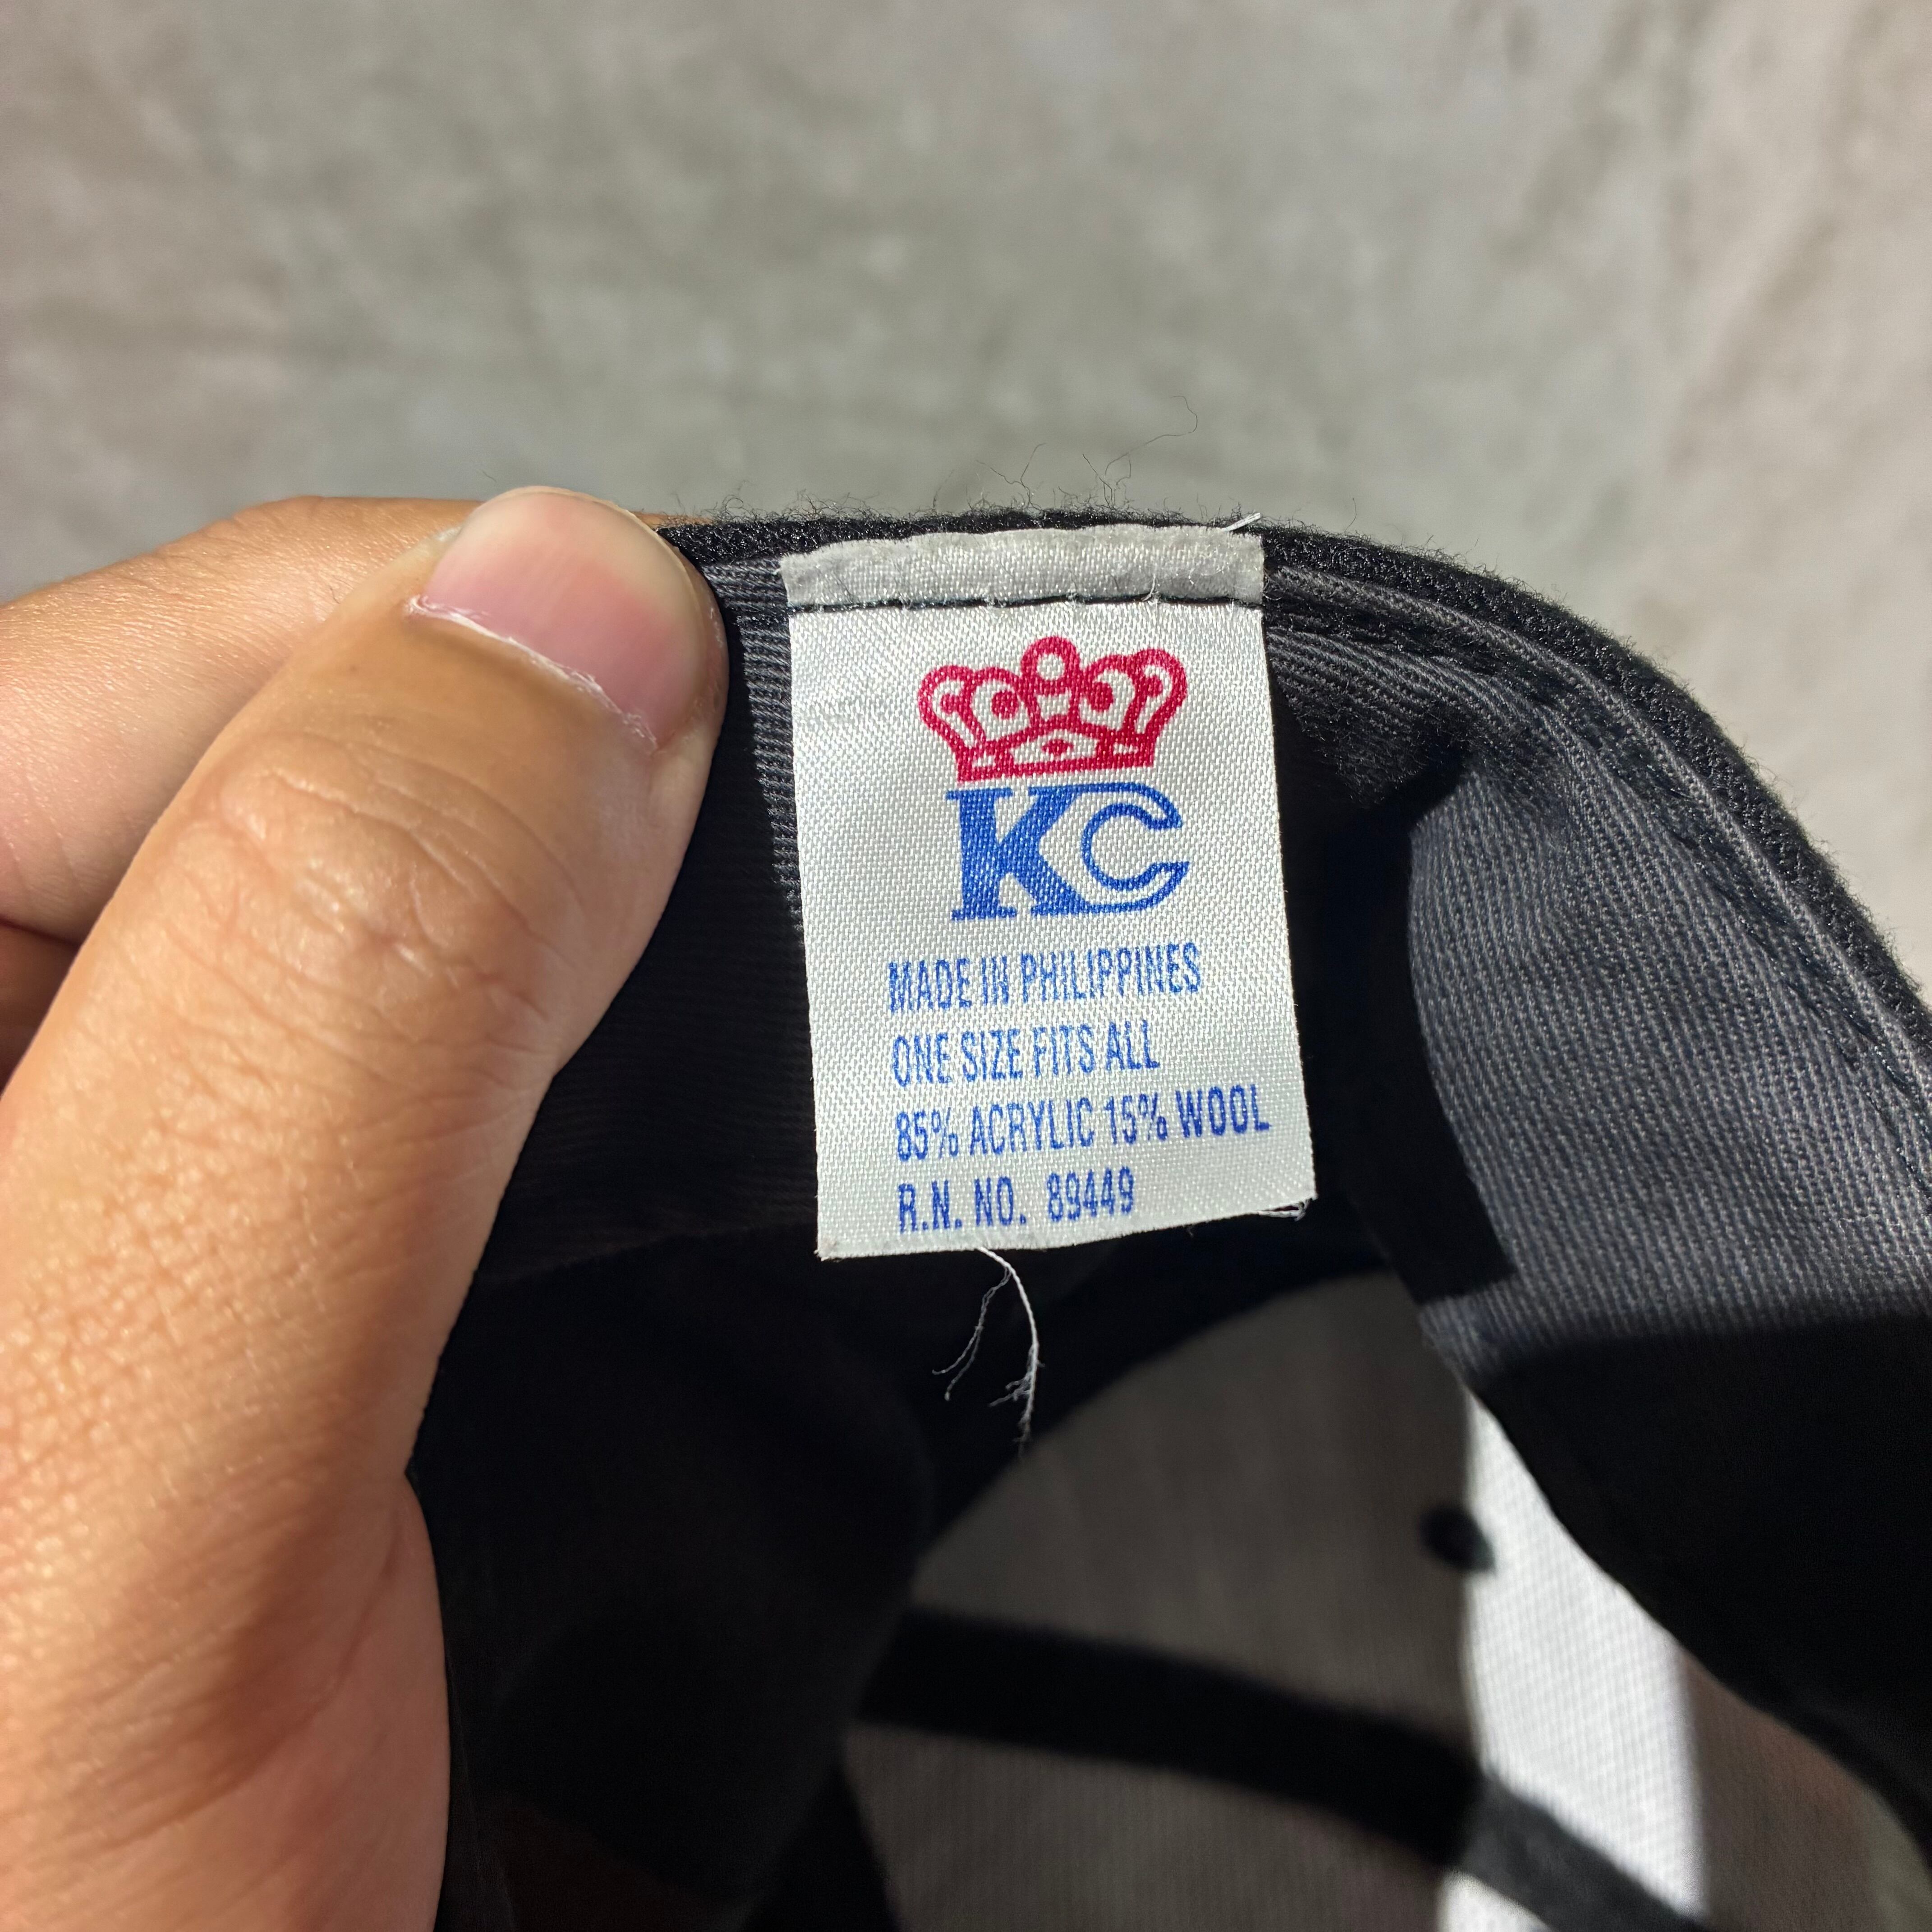 KC
MADE IN PHILIPPINES
ONE SIZE FITS ALL
85% ACRYLIC 15% WOOL
R.N. NO. 89449